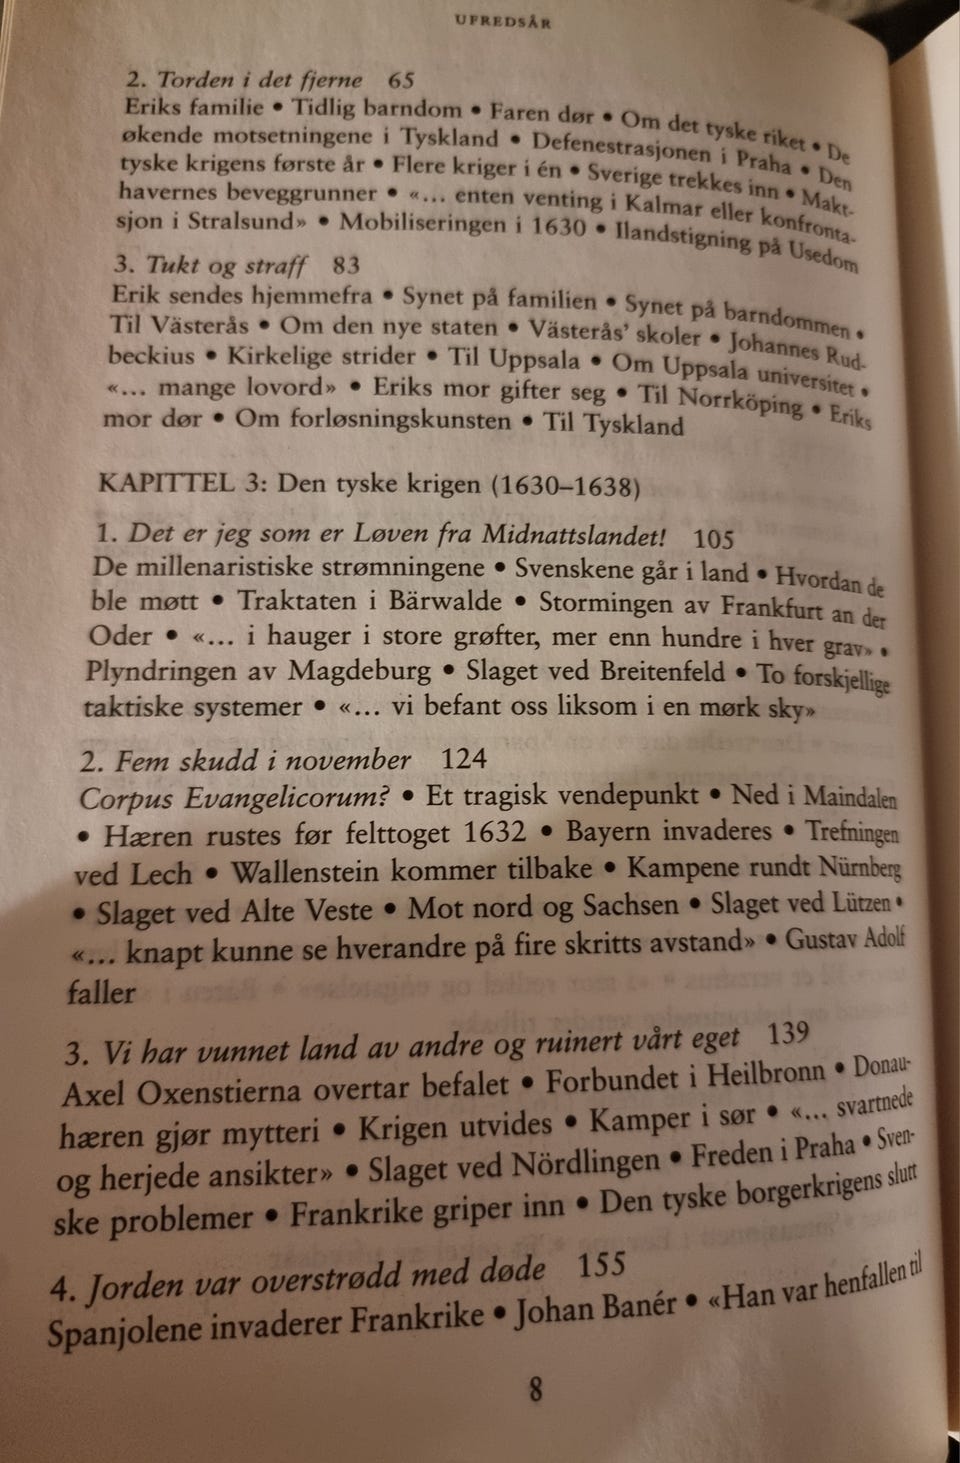 UFREDSÅR
2. Torden i det fjerne 65
Eriks familie • Tidlig barndom • Faren dør • Om det tyske riket • De
økende motsetningene i Tyskland • Defenestrasjonen i Praha • Den
tyske krigens første år • Flere kriger i én • Sverige trekkes inn • Makt-
havernes beveggrunner • «... enten venting i Kalmar eller konfronta-
sjon i Stralsund» • Mobiliseringen i 1630 • Ilandstigning på Usedom
3. Tukt og straff 83
Erik sendes hjemmefra • Synet på familien • Synet på barndommen •
Til Västerås • Om den nye staten • Västerås' skoler • Johannes Rud-
beckius • Kirkelige strider • Til Uppsala • Om Uppsala universitet •
«... mange lovord» • Eriks mor gifter seg • Til Norrköping • Eriks
mor dør • Om forløsningskunsten • Til Tyskland
KAPITTEL 3: Den tyske krigen (1630–1638)
1. Det er jeg som er Løven fra Midnattslandet! 105
De millenaristiske strømningene • Svenskene går i land • Hvordan de
ble møtt • Traktaten i Bärwalde • Stormingen av Frankfurt an der
Oder • «... i hauger i store grøfter, mer enn hundre i hver grav» •
Plyndringen av Magdeburg • Slaget ved Breitenfeld • To forskjellige
taktiske systemer • «... vi befant oss liksom i en mørk sky»
2. Fem skudd i november 124
Corpus Evangelicorum? • Et tragisk vendepunkt • Ned i Maindalen
• Hæren rustes før felttoget 1632 • Bayern invaderes • Trefningen
ved Lech • Wallenstein kommer tilbake • Kampene rundt Nürnberg
• Slaget ved Alte Veste • Mot nord og Sachsen • Slaget ved Lützen •
«... knapt kunne se hverandre på fire skritts avstand» • Gustav Adolf
faller
3. Vi har vunnet land av andre og ruinert vårt eget 139
Axel Oxenstierna overtar befalet • Forbundet i Heilbronn • Donau-
hæren gjør mytteri • Krigen utvides • Kamper i sør • «... svartnede
og herjede ansikter» • Slaget ved Nördlingen • Freden i Praha • Sven-
ske problemer • Frankrike griper inn • Den tyske borgerkrigens slutt
4. Jorden var overstrødd med døde 155
Spanjolene invaderer Frankrike • Johan Banér • «Han var henfallen til
8